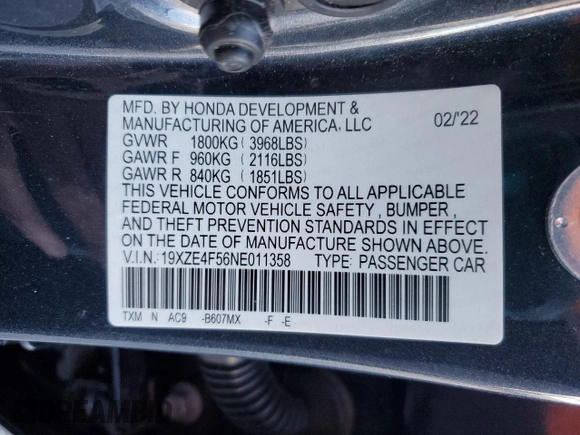 MFD. BY HONDA DEVELOPMENT &
MANUFACTURING OF AMERICA, LLC 02/'22
GVWR 1800KG ( 3968LBS)
GAWR F 960KG ( 2116LBS)
GAWR R 840KG ( 1851LBS)
THIS VEHICLE CONFORMS TO ALL APPLICABLE
FEDERAL MOTOR VEHICLE SAFETY , BUMPER ,
AND THEFT PREVENTION STANDARDS IN EFFECT
ON THE DATE OF MANUFACTURE SHOWN ABOVE.
V.I.N.:19XZE4F56NE011358 TYPE: PASSENGER CAR
TXM N AC9 -B607MX -F -E
DREAMBID